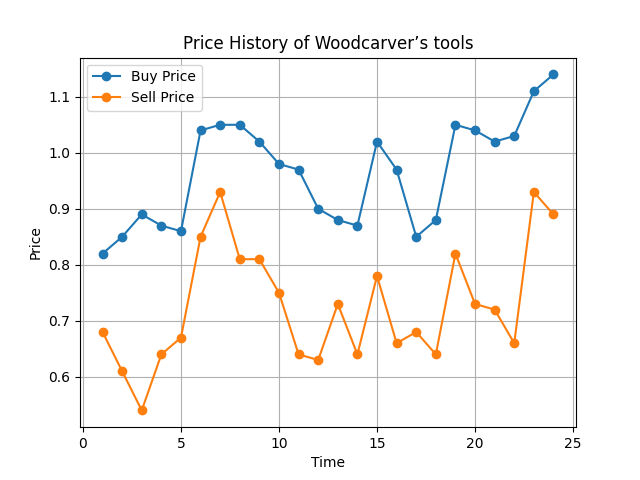 Price History of Woodcarver’s tools
Buy Price
Sell Price
1.1
1.0
0.9
0.8
0.7
0.6
Price
0 5 10 15 20 25
Time